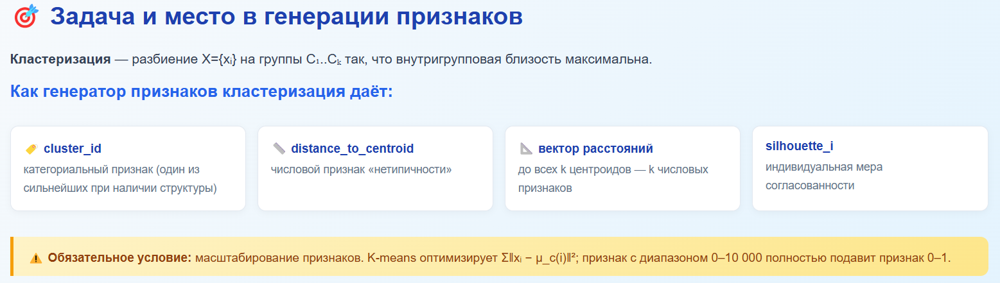 Задача и место в генерации признаков
Кластеризация — разбиение X={xᵢ} на группы C₁..Cₖ так, что внутригрупповая близость максимальна.
Как генератор признаков кластеризация даёт:
cluster_id
категориальный признак (один из
сильнейших при наличии структуры)
distance_to_centroid
числовой признак «нетипичности»
вектор расстояний
до всех k центроидов — k числовых
признаков
silhouette_i
индивидуальная мера
согласованности
Обязательное условие: масштабирование признаков. K-means оптимизирует Σ‖xᵢ − μ_c(i)‖²; признак с диапазоном 0–10 000 полностью подавит признак 0–1.